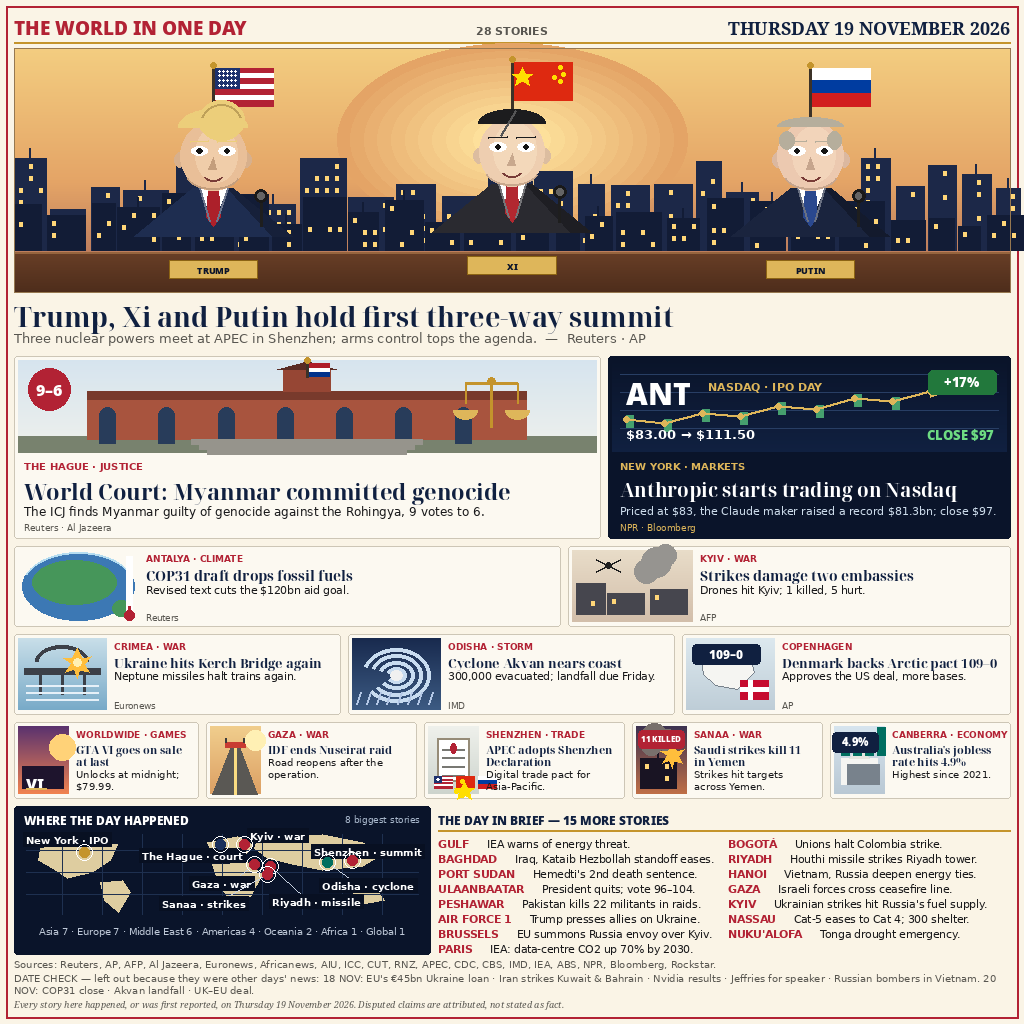 THE WORLD IN ONE DAY
28 STORIES
THURSDAY 19 NOVEMBER 2026
TRUMP
XI
PUTIN
Trump, Xi and Putin hold first three-way summit
Three nuclear powers meet at APEC in Shenzhen; arms control tops the agenda. — Reuters · AP
9–6
THE HAGUE · JUSTICE
World Court: Myanmar committed genocide
The ICJ finds Myanmar guilty of genocide against the Rohingya, 9 votes to 6.
Reuters · Al Jazeera
ANT
NASDAQ · IPO DAY
+17%
$83.00 → $111.50
CLOSE $97
NEW YORK · MARKETS
Anthropic starts trading on Nasdaq
Priced at $83, the Claude maker raised a record $81.3bn; close $97.
NPR · Bloomberg
ANTALYA · CLIMATE
COP31 draft drops fossil fuels
Revised text cuts the $120bn aid goal.
Reuters
KYIV · WAR
Strikes damage two embassies
Drones hit Kyiv; 1 killed, 5 hurt.
AFP
CRIMEA · WAR
Ukraine hits Kerch Bridge again
Neptune missiles halt trains again.
Euronews
ODISHA · STORM
Cyclone Akvan nears coast
300,000 evacuated; landfall due Friday.
IMD
109–0
COPENHAGEN
Denmark backs Arctic pact 109–0
Approves the US deal, more bases.
AP
VI
WORLDWIDE · GAMES
GTA VI goes on sale
at last
Unlocks at midnight;
$79.99.
GAZA · WAR
IDF ends Nuseirat raid
Road reopens after the
operation.
SHENZHEN · TRADE
APEC adopts Shenzhen
Declaration
Digital trade pact for
Asia-Pacific.
11 KILLED
SANAA · WAR
Saudi strikes kill 11
in Yemen
Strikes hit targets
across Yemen.
4.9%
CANBERRA · ECONOMY
Australia's jobless
rate hits 4.9%
Highest since 2021.
WHERE THE DAY HAPPENED
8 biggest stories
New York · IPO
Kyiv · war
The Hague · court
Shenzhen · summit
Gaza · war
Odisha · cyclone
Sanaa · strikes
Riyadh · missile
Asia 7 · Europe 7 · Middle East 6 · Americas 4 · Oceania 2 · Africa 1 · Global 1
THE DAY IN BRIEF — 15 MORE STORIES
GULF IEA warns of energy threat.
BAGHDAD Iraq, Kataib Hezbollah standoff eases.
PORT SUDAN Hemedti's 2nd death sentence.
ULAANBAATAR President quits; vote 96–104.
PESHAWAR Pakistan kills 22 militants in raids.
AIR FORCE 1 Trump presses allies on Ukraine.
BRUSSELS EU summons Russia envoy over Kyiv.
PARIS IEA: data-centre CO2 up 70% by 2030.
BOGOTÁ Unions halt Colombia strike.
RIYADH Houthi missile strikes Riyadh tower.
HANOI Vietnam, Russia deepen energy ties.
GAZA Israeli forces cross ceasefire line.
KYIV Ukrainian strikes hit Russia's fuel supply.
NASSAU Cat-5 eases to Cat 4; 300 shelter.
NUKU'ALOFA Tonga drought emergency.
Sources: Reuters, AP, AFP, Al Jazeera, Euronews, Africanews, AIU, ICC, CUT, RNZ, APEC, CDC, CBS, IMD, IEA, ABS, NPR, Bloomberg, Rockstar.
DATE CHECK — left out because they were other days' news: 18 NOV: EU's €45bn Ukraine loan · Iran strikes Kuwait & Bahrain · Nvidia results · Jeffries for speaker · Russian bombers in Vietnam. 20
NOV: COP31 close · Akvan landfall · UK–EU deal.
Every story here happened, or was first reported, on Thursday 19 November 2026. Disputed claims are attributed, not stated as fact.